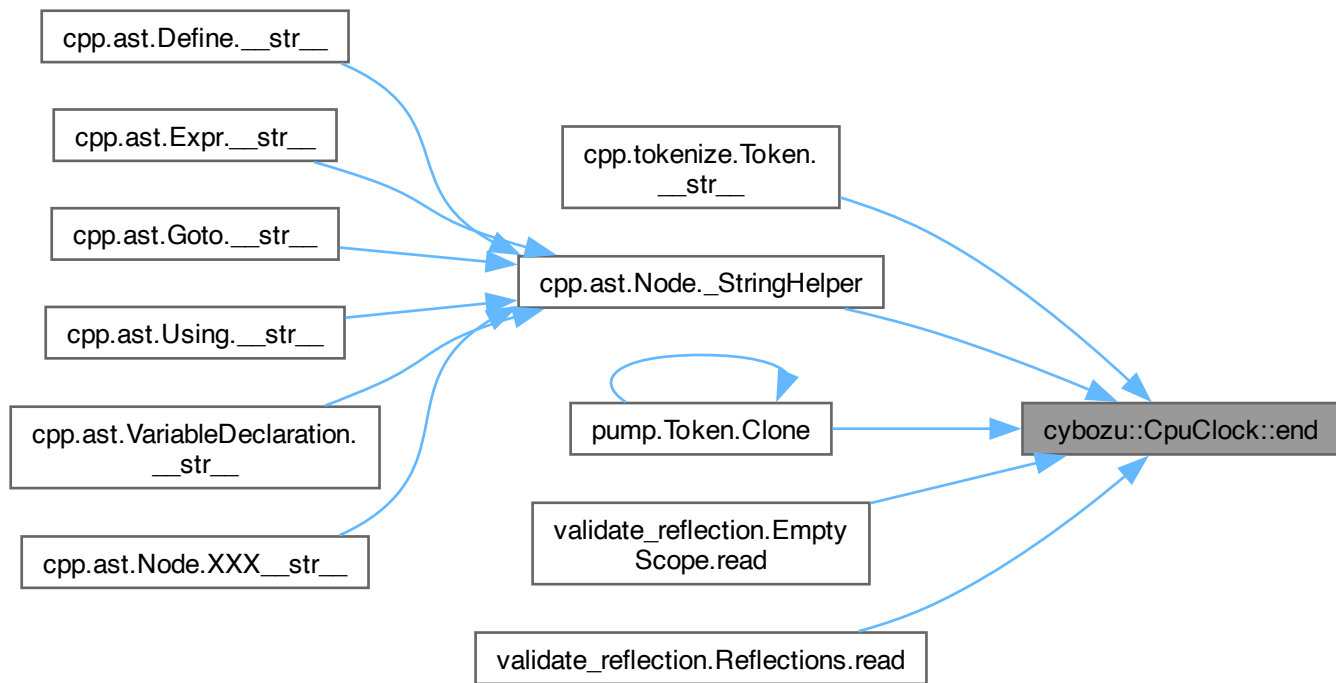 cpp.ast.Define.__str__
cpp.ast.Expr.__str__
cpp.ast.Goto.__str__
cpp.ast.Using.__str__
cpp.ast.VariableDeclaration.
__str__
cpp.ast.Node.XXX__str__
cpp.tokenize.Token.
__str__
cpp.ast.Node._StringHelper
pump.Token.Clone
validate_reflection.Empty
Scope.read
validate_reflection.Reflections.read
cybozu::CpuClock::end